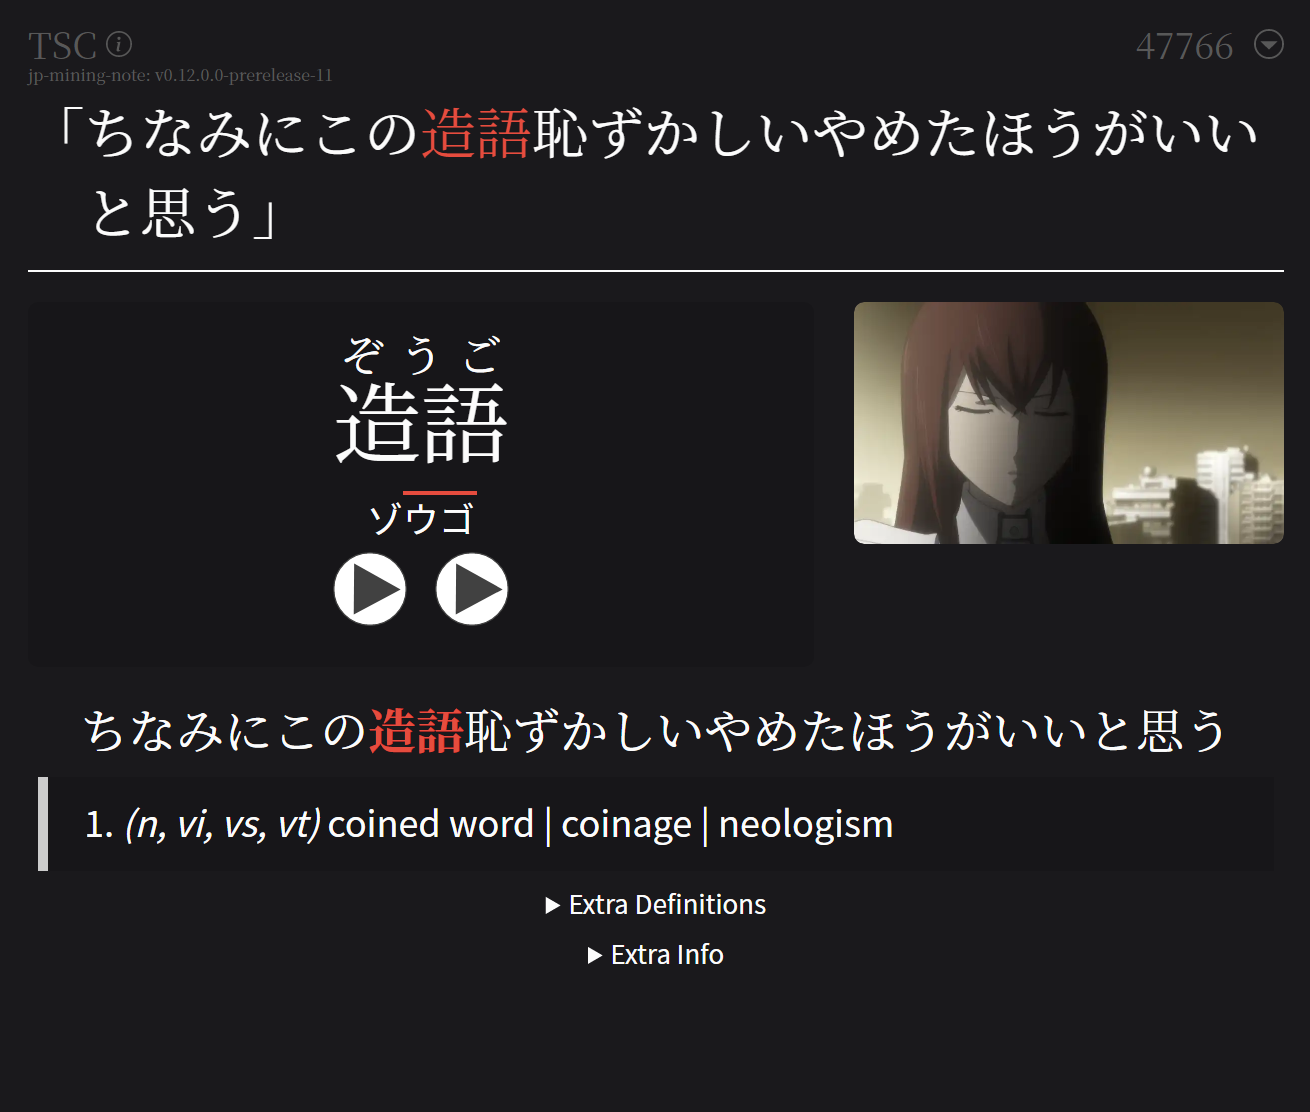 TSC
47766
jp-mining-note: v0.12.0.0-prerelease-11
「ちなみにこの造語恥ずかしいやめたほうがいい
と思う」
ぞうご
造語
ゾウゴ
ちなみにこの造語恥ずかしいやめたほうがいいと思う
1. (n, vi, vs, vt) coined word | coinage | neologism
▶ Extra Definitions
▶ Extra Info